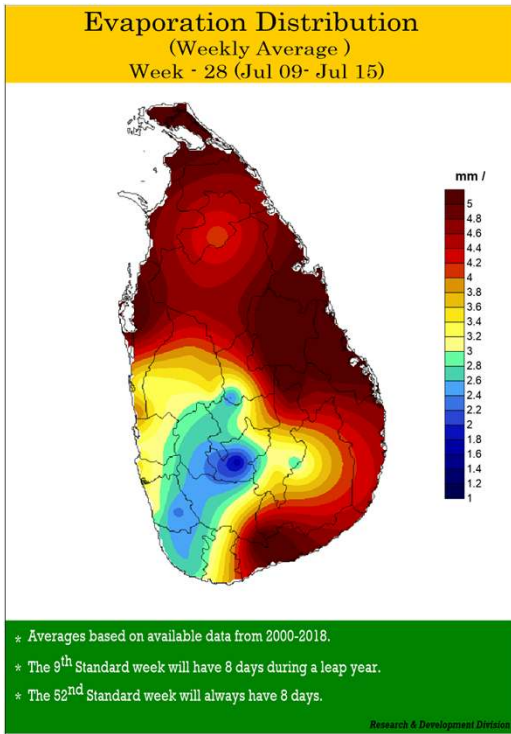 Evaporation Distribution
(Weekly Average )
Week - 28 (Jul 09- Jul 15)
mm /
5
4.8
4.6
4.4
4.2
4
3.8
3.6
3.4
3.2
3
2.8
2.6
2.4
2.2
2
1.8
1.6
1.4
1.2
1
* Averages based on available data from 2000-2018.
* The 9th Standard week will have 8 days during a leap year.
* The 52nd Standard week will always have 8 days.
Research & Development Division